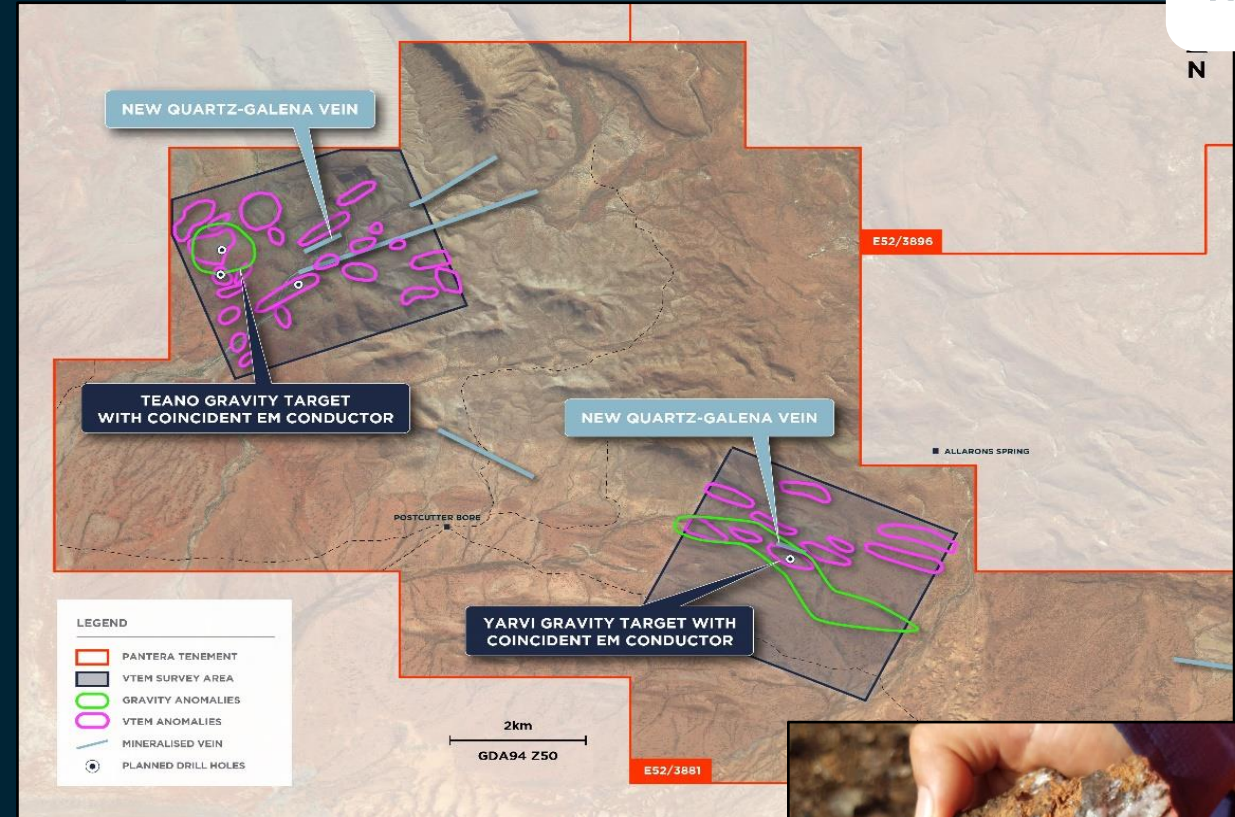 N
NEW QUARTZ-GALENA VEIN
E52/3896
TEANO GRAVITY TARGET
WITH COINCIDENT EM CONDUCTOR
NEW QUARTZ-GALENA VEIN
ALLARONS SPRING
POSTCUTTER BORE
YARVI GRAVITY TARGET WITH
COINCIDENT EM CONDUCTOR
LEGEND
PANTERA TENEMENT
VTEM SURVEY AREA
GRAVITY ANOMALIES
VTEM ANOMALIES
MINERALISED VEIN
PLANNED DRILL HOLES
2km
GDA94 Z50
E52/3881